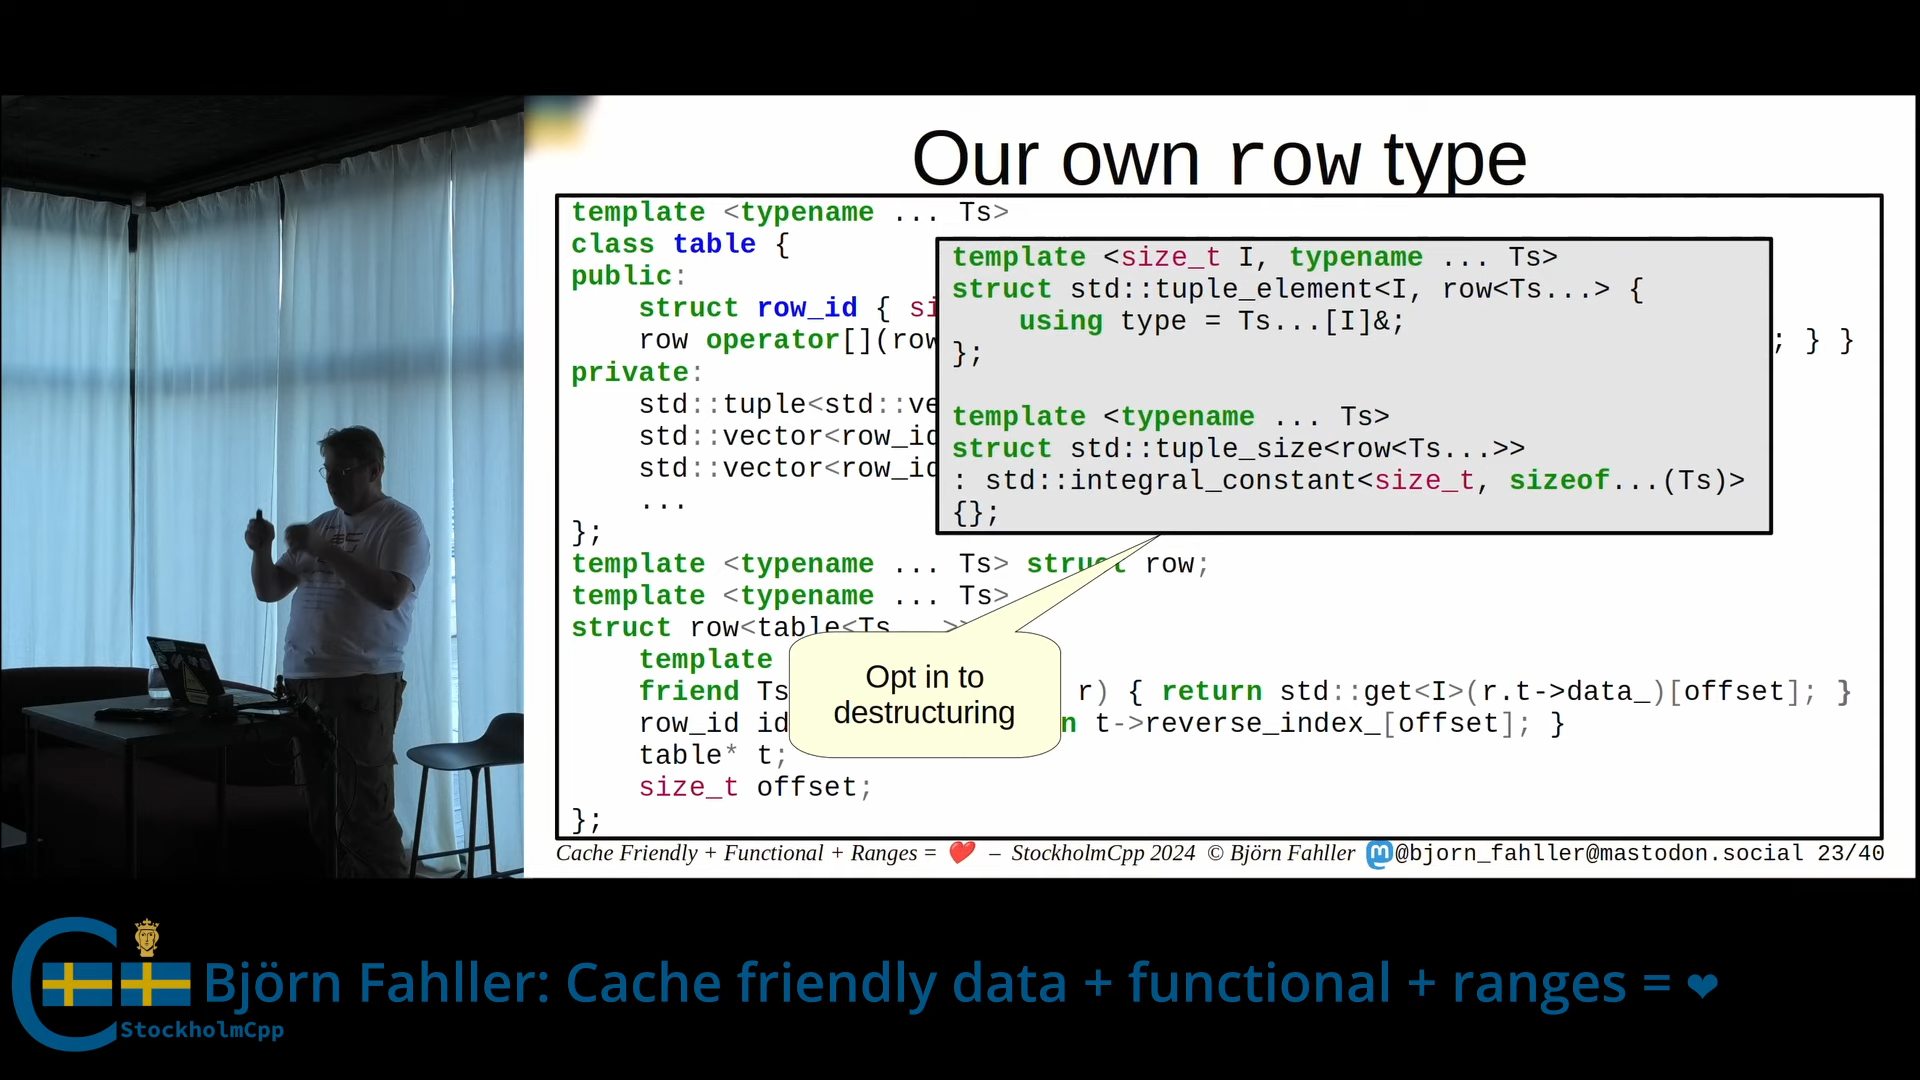 Our own row type
template <typename ... Ts>
class table {
public:
struct row_id { si
row operator[](row ; } }
private:
std::tuple<std::ve
std::vector<row_id
std::vector<row_id
...
};
template <size_t I, typename ... Ts>
struct std::tuple_element<I, row<Ts...> {
using type = Ts...[I]&;
};
template <typename ... Ts>
struct std::tuple_size<row<Ts...>>
: std::integral_constant<size_t, sizeof...(Ts)>
{};
template <typename ... Ts> struct row;
template <typename ... Ts>
struct row<table<Ts...>>
template
friend Ts r) { return std::get<I>(r.t->data_)[offset]; }
row_id id n t->reverse_index_[offset]; }
table* t;
size_t offset;
};
Opt in to
destructuring
Cache Friendly + Functional + Ranges = ❤️ – StockholmCpp 2024 © Björn Fahller @bjorn_fahller@mastodon.social 23/40
Björn Fahller: Cache friendly data + functional + ranges = ❤
StockholmCpp